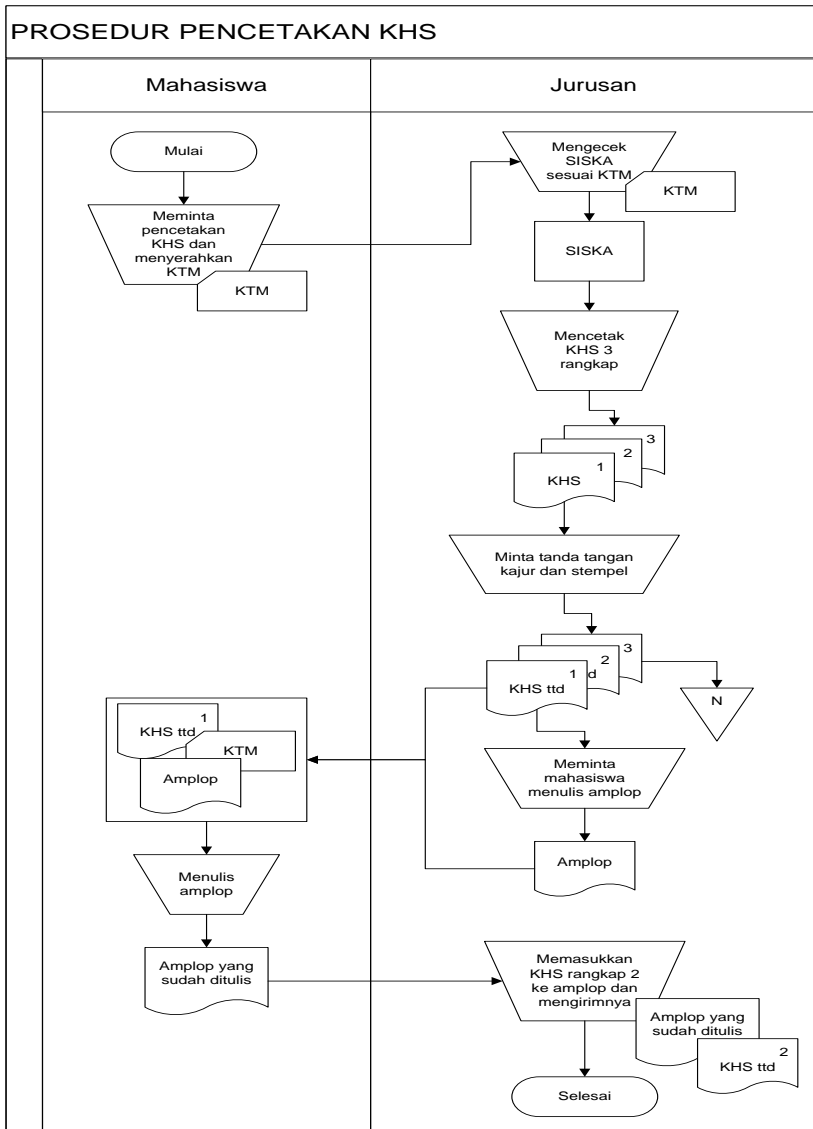 PROSEDUR PENCETAKAN KHS
Mahasiswa
Jurusan
Mulai
Meminta
pencetakan
KHS dan
menyerahkan
KTM
KTM
Mengecek
SISKA
sesuai KTM
KTM
SISKA
Mencetak
KHS 3
rangkap
3
2
1
KHS
Minta tanda tangan
kajur dan stempel
3
2
d
1
KHS ttd
N
Meminta
mahasiswa
menulis amplop
Amplop
1
KHS ttd
KTM
Amplop
Menulis
amplop
Amplop yang
sudah ditulis
Memasukkan
KHS rangkap 2
ke amplop dan
mengirimnya
Amplop yang
sudah ditulis
2
KHS ttd
Selesai